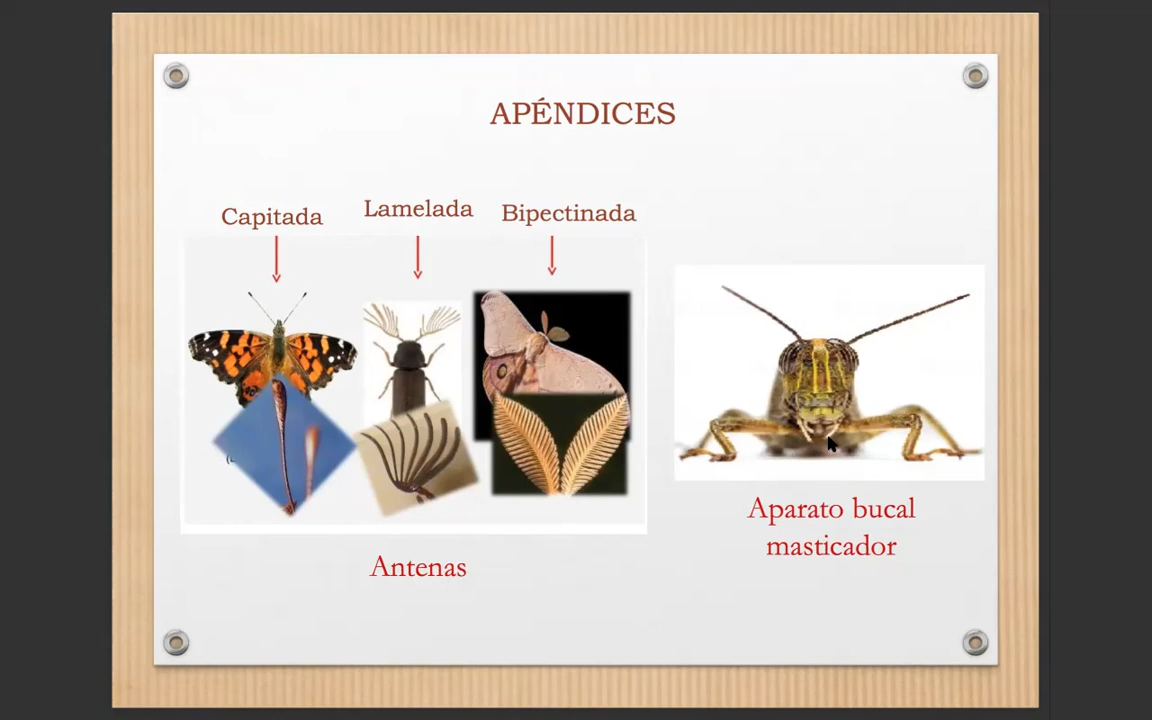 APÉNDICES
Capitada
Lamelada
Bipectinada
Antenas
Aparato bucal
masticador